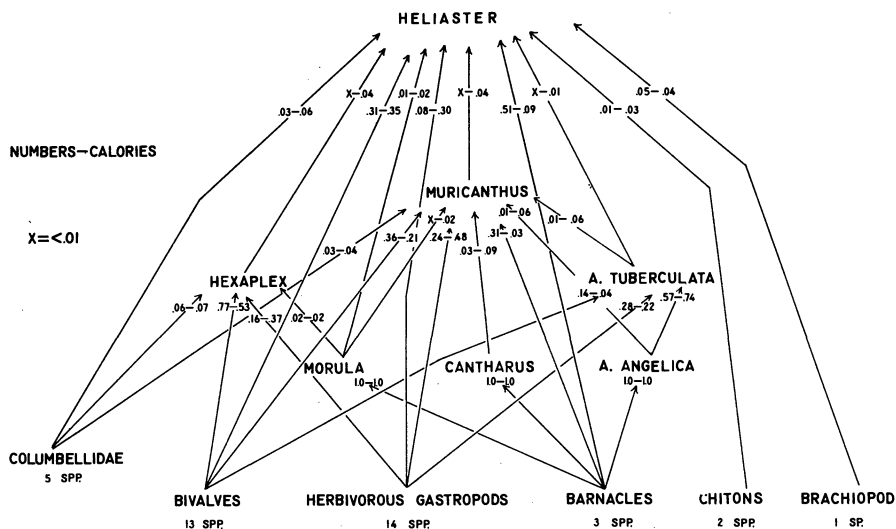 HELIASTER
X–.04
.01–.02
X–.04
X–.01
.05–.04
.03–.06
.31–.35
.08–.30
.51–.09
.01–.03
NUMBERS–CALORIES
MURICANTHUS
X–.02
.01–.06
.01–.06
X=<.01
.36–.21
.24–.48
.31–.03
.03–.04
.03–.09
HEXAPLEX
A. TUBERCULATA
.14–.04
.57–.74
.06–.07
.77–.53
.28–.22
.16–.37
.02–.02
MORULA
CANTHARUS
A. ANGELICA
1.0–1.0
1.0–1.0
1.0–1.0
COLUMBELLIDAE
5 SPP.
BIVALVES
HERBIVOROUS GASTROPODS
BARNACLES
CHITONS
BRACHIOPOD
13 SPP.
14 SPP.
3 SPP.
2 SPP.
1 SP.